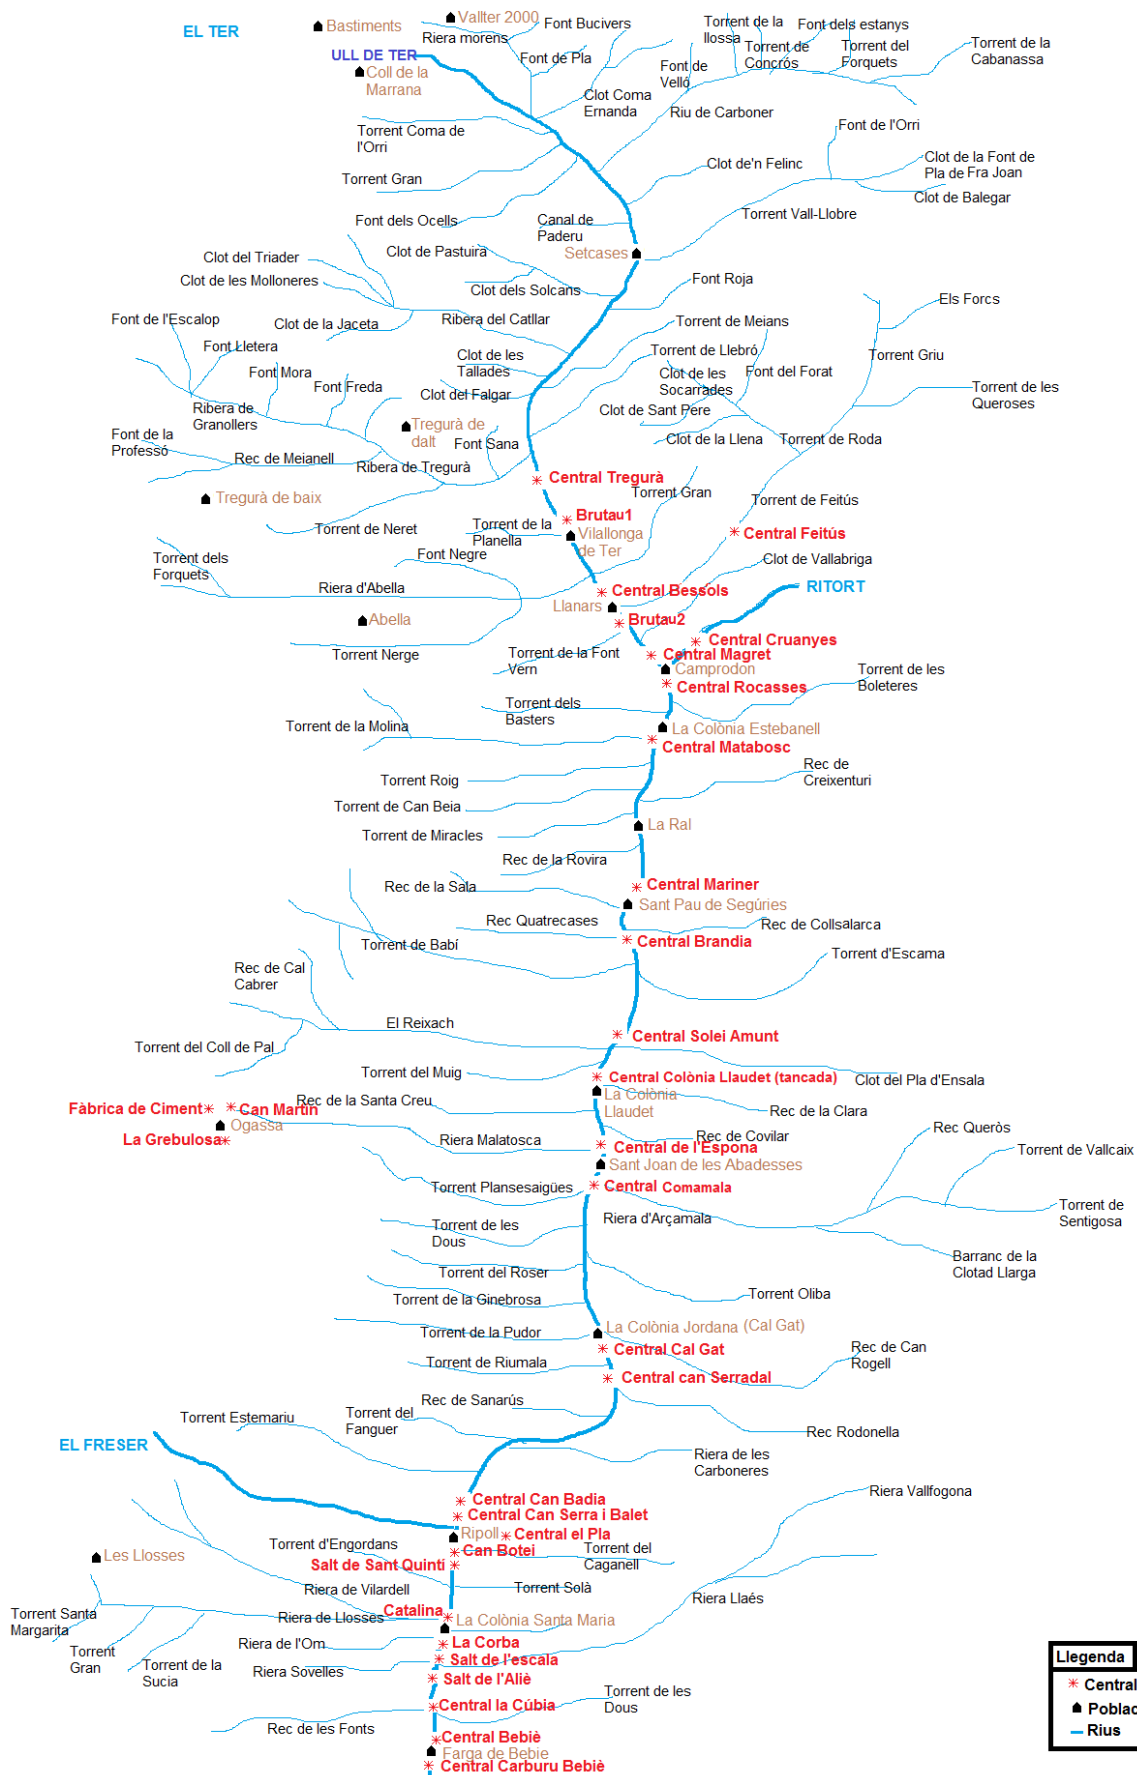 EL TER
Bastiments
Vallter 2000
Riera morens
Font Bucivers
Torrent de la
llossa
Font dels estanys
ULL DE TER
Font de Pla
Font de
Velló
Torrent de
Concrós
Torrent del
Forquets
Torrent de la
Cabanassa
Coll de la
Marrana
Clot Coma
Ernanda
Riu de Carboner
Torrent Coma de
l'Orri
Font de l'Orri
Torrent Gran
Clot de'n Felinc
Clot de la Font de
Pla de Fra Joan
Clot de Balegar
Font dels Ocells
Canal de
Paderu
Torrent Vall-Llobre
Clot del Triader
Clot de Pastuira
Setcases
Clot de les Molloneres
Clot dels Solcans
Font Roja
Els Forcs
Font de l'Escalop
Clot de la Jaceta
Ribera del Catllar
Torrent de Meians
Font Lletera
Clot de les
Tallades
Torrent de Llebró
Torrent Griu
Font Mora
Font Freda
Clot del Falgar
Clot de les
Socarrades
Font del Forat
Torrent de les
Queroses
Ribera de
Granollers
Clot de Sant Pere
Font de la
Professó
Tregurà de
dalt
Font Sana
Clot de la Llena
Torrent de Roda
Rec de Meianell
Ribera de Tregurà
Central Tregurà
Torrent Gran
Tregurà de baix
Torrent de Feitús
Torrent de Neret
Torrent de la
Planella
Brutau1
Vilallonga
de Ter
Central Feitús
Torrent dels
Forquets
Font Negre
Clot de Vallabriga
Riera d'Abella
Central Bessols
RITORT
Llanars
Abella
Brutau2
Central Cruanyes
Torrent Nerge
Torrent de la Font
Vern
Central Magret
Camprodon
Torrent de les
Boleteres
Central Rocasses
Torrent dels
Basters
Torrent de la Molina
La Colònia Estebanell
Central Matabosc
Torrent Roig
Rec de
Creixenturi
Torrent de Can Beia
Torrent de Miracles
La Ral
Rec de la Rovira
Rec de la Sala
Central Mariner
Sant Pau de Segúries
Rec Quatrecases
Rec de Collsalarca
Torrent de Babí
Central Brandia
Torrent d'Escama
Rec de Cal
Cabrer
El Reixach
Central Solei Amunt
Torrent del Coll de Pal
Torrent del Muig
Central Colònia Llaudet (tancada)
Clot del Pla d'Ensala
La Colònia
Llaudet
Fàbrica de Ciment
Can Martin
Rec de la Santa Creu
Rec de la Clara
Ogassa
La Grebulosa
Riera Malatosca
Rec de Covilar
Rec Queròs
Central de l'Espona
Torrent de Vallcaix
Sant Joan de les Abadesses
Torrent Plansesaigües
Central Comamala
Riera d'Arçamala
Torrent de
Sentigosa
Torrent de les
Dous
Barranc de la
Clotad Llarga
Torrent del Roser
Torrent de la Ginebrosa
Torrent Oliba
Torrent de la Pudor
La Colònia Jordana (Cal Gat)
Central Cal Gat
Rec de Can
Rogell
Torrent de Riumala
Central can Serradal
Rec de Sanarús
Torrent Estemariu
Torrent del
Fanguer
Rec Rodonella
EL FRESER
Riera de les
Carboneres
Riera Vallfogona
Central Can Badia
Central Can Serra i Balet
Ripoll
Central el Pla
Torrent d'Engordans
Can Botei
Torrent del
Caganell
Les Llosses
Salt de Sant Quintí
Riera de Vilardell
Torrent Solà
Riera Llaés
Torrent Santa
Margarita
Riera de Llosses
Catalina
La Colònia Santa Maria
Torrent
Gran
Torrent de la
Sucia
Riera de l'Om
La Corba
Riera Sovelles
Salt de l'escala
Salt de l'Aliè
Torrent de les
Dous
Rec de les Fonts
Central la Cúbia
Central Bebiè
Farga de Bebie
Central Carburu Bebiè
Llegenda
Central
Poblac
Rius